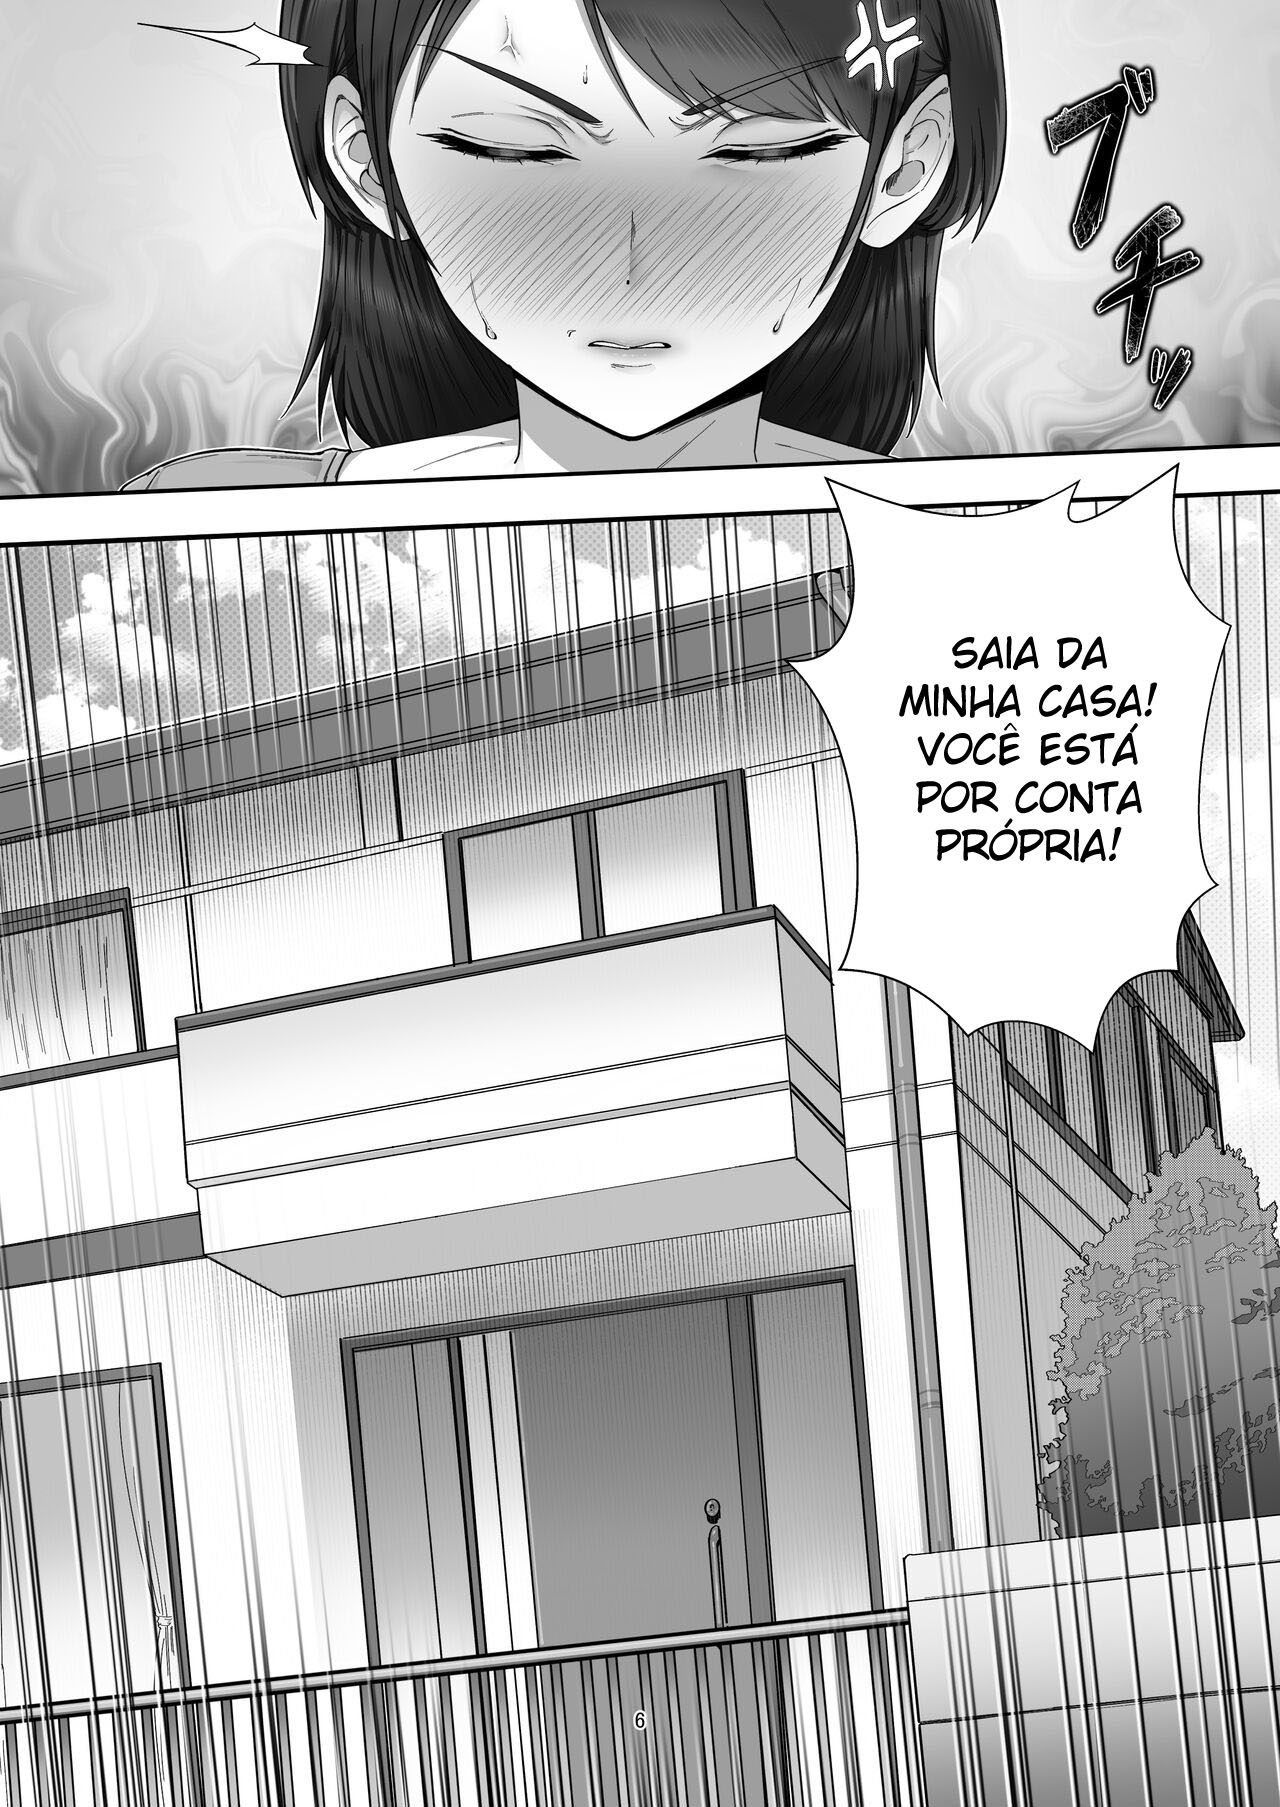 ブチッ
SAIA DA
MINHA CASA!
VOCÊ ESTÁ
POR CONTA
PRÓPRIA!
6